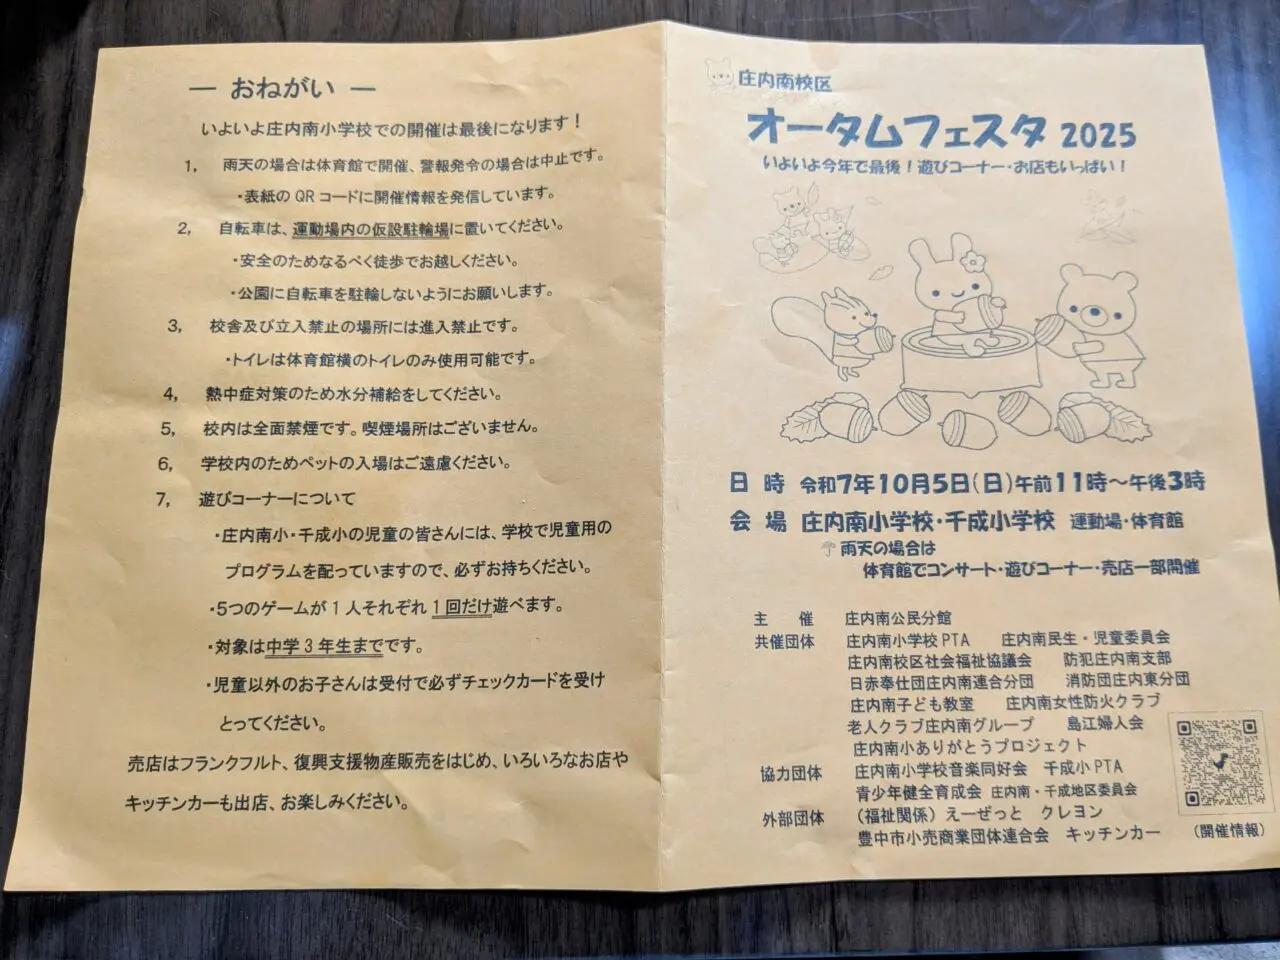 ― おねがい ―
いよいよ庄内南小学校での開催は最後になります！
1, 雨天の場合は体育館で開催、警報発令の場合は中止です。
・表紙のQRコードに開催情報を発信しています。
2, 自転車は、運動場内の仮設駐輪場に置いてください。
・安全のためなるべく徒歩でお越しください。
・公園に自転車を駐輪しないようにお願いします。
3, 校舎及び立入禁止の場所には進入禁止です。
・トイレは体育館横のトイレのみ使用可能です。
4, 熱中症対策のため水分補給をしてください。
5, 校内は全面禁煙です。喫煙場所はございません。
6, 学校内のためペットの入場はご遠慮ください。
7, 遊びコーナーについて
・庄内南小・千成小の児童の皆さんには、学校で児童用の
プログラムを配っていますので、必ずお持ちください。
・5つのゲームが1人それぞれ1回だけ遊べます。
・対象は中学3年生までです。
・児童以外のお子さんは受付で必ずチェックカードを受け
とってください。
売店はフランクフルト、復興支援物産販売をはじめ、いろいろなお店や
キッチンカーも出店、お楽しみください。
庄内南校区
オータムフェスタ 2025
いよいよ今年で最後！遊びコーナー・お店もいっぱい！
日 時 令和7年10月5日（日）午前11時～午後3時
会 場 庄内南小学校・千成小学校 運動場・体育館
☂雨天の場合は
体育館でコンサート・遊びコーナー・売店一部開催
主 催 庄内南公民分館
共催団体 庄内南小学校PTA 庄内南民生・児童委員会
庄内南校区社会福祉協議会 防犯庄内南支部
日赤奉仕団庄内南連合分団 消防団庄内東分団
庄内南子ども教室 庄内南女性防火クラブ
老人クラブ庄内南グループ 島江婦人会
庄内南小ありがとうプロジェクト
協力団体 庄内南小学校音楽同好会 千成小PTA
青少年健全育成会 庄内南・千成地区委員会
外部団体 （福祉関係）えーぜっと クレヨン
豊中市小売商業団体連合会 キッチンカー
（開催情報）